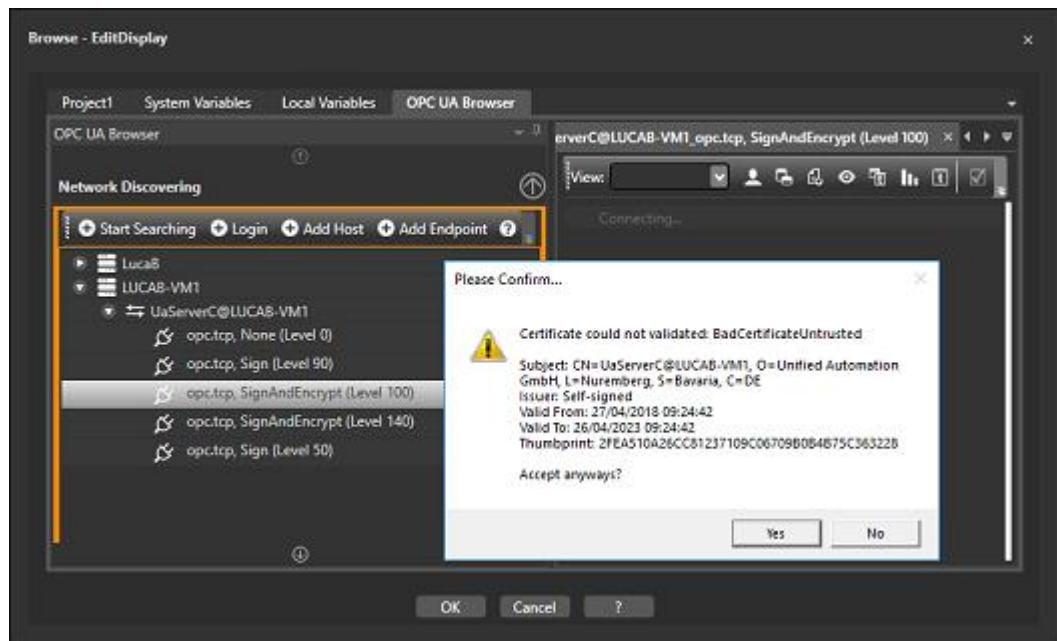 Browse - EditDisplay
Project1 System Variables Local Variables OPC UA Browser
OPC UA Browser
erverC@LUCAB-VM1_opc.tcp, SignAndEncrypt (Level 100)
Network Discovering
View:
Start Searching Login Add Host Add Endpoint
Connecting...
LucaB
LUCAB-VM1
UaServerC@LUCAB-VM1
opc.tcp, None (Level 0)
opc.tcp, Sign (Level 90)
opc.tcp, SignAndEncrypt (Level 100)
opc.tcp, SignAndEncrypt (Level 140)
opc.tcp, Sign (Level 50)
Please Confirm...
Certificate could not validated: BadCertificateUntrusted
Subject: CN=UaServerC@LUCAB-VM1, O=Unified Automation
GmbH, L=Nuremberg, S=Bavaria, C=DE
Issuer: Self-signed
Valid From: 27/04/2018 09:24:42
Valid To: 26/04/2023 09:24:42
Thumbprint:
Accept anyways?
Yes No
OK Cancel ?